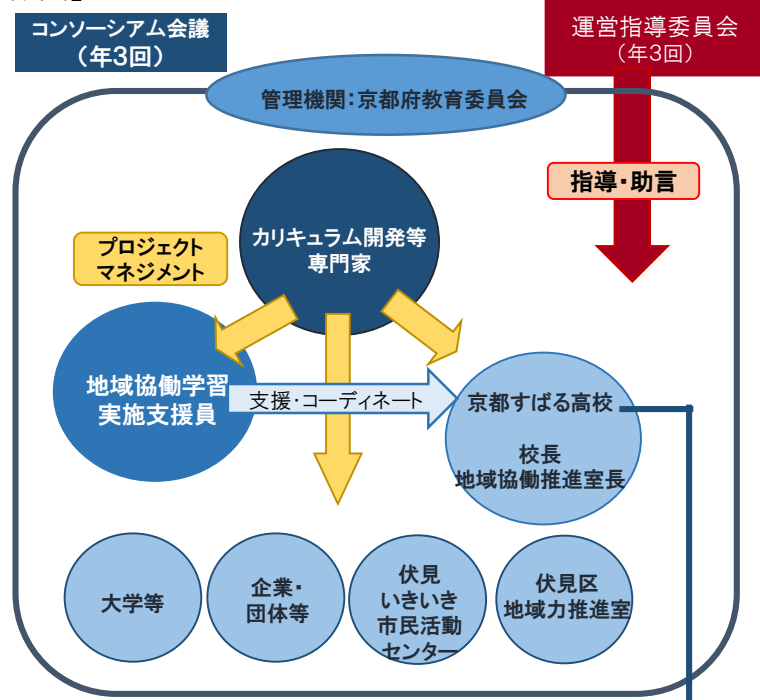 コンソーシアム会議
（年3回）
運営指導委員会
（年3回）
管理機関：京都府教育委員会
指導・助言
カリキュラム開発等
専門家
プロジェクト
マネジメント
地域協働学習
実施支援員
支援・コーディネート
京都すばる高校
校長
地域協働推進室長
大学等
企業・
団体等
伏見
いきいき
市民活動
センター
伏見区
地域力推進室